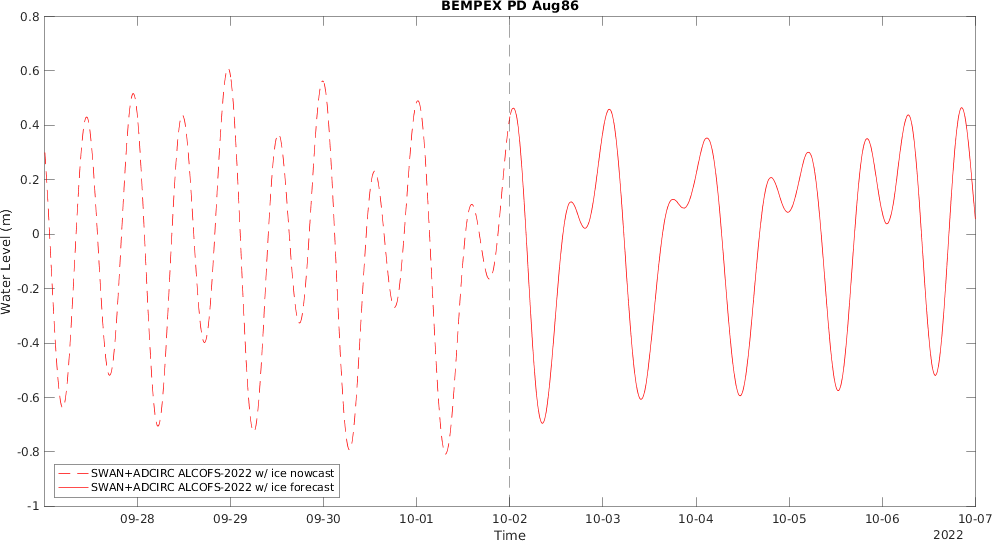 BEMPEX PD Aug86
0.8
0.6
0.4
0.2
0
-0.2
-0.4
-0.6
-0.8
-1
Water Level (m)
SWAN+ADCIRC ALCOFS-2022 w/ ice nowcast
SWAN+ADCIRC ALCOFS-2022 w/ ice forecast
09-28 09-29 09-30 10-01 10-02 10-03 10-04 10-05 10-06 10-07
Time
2022